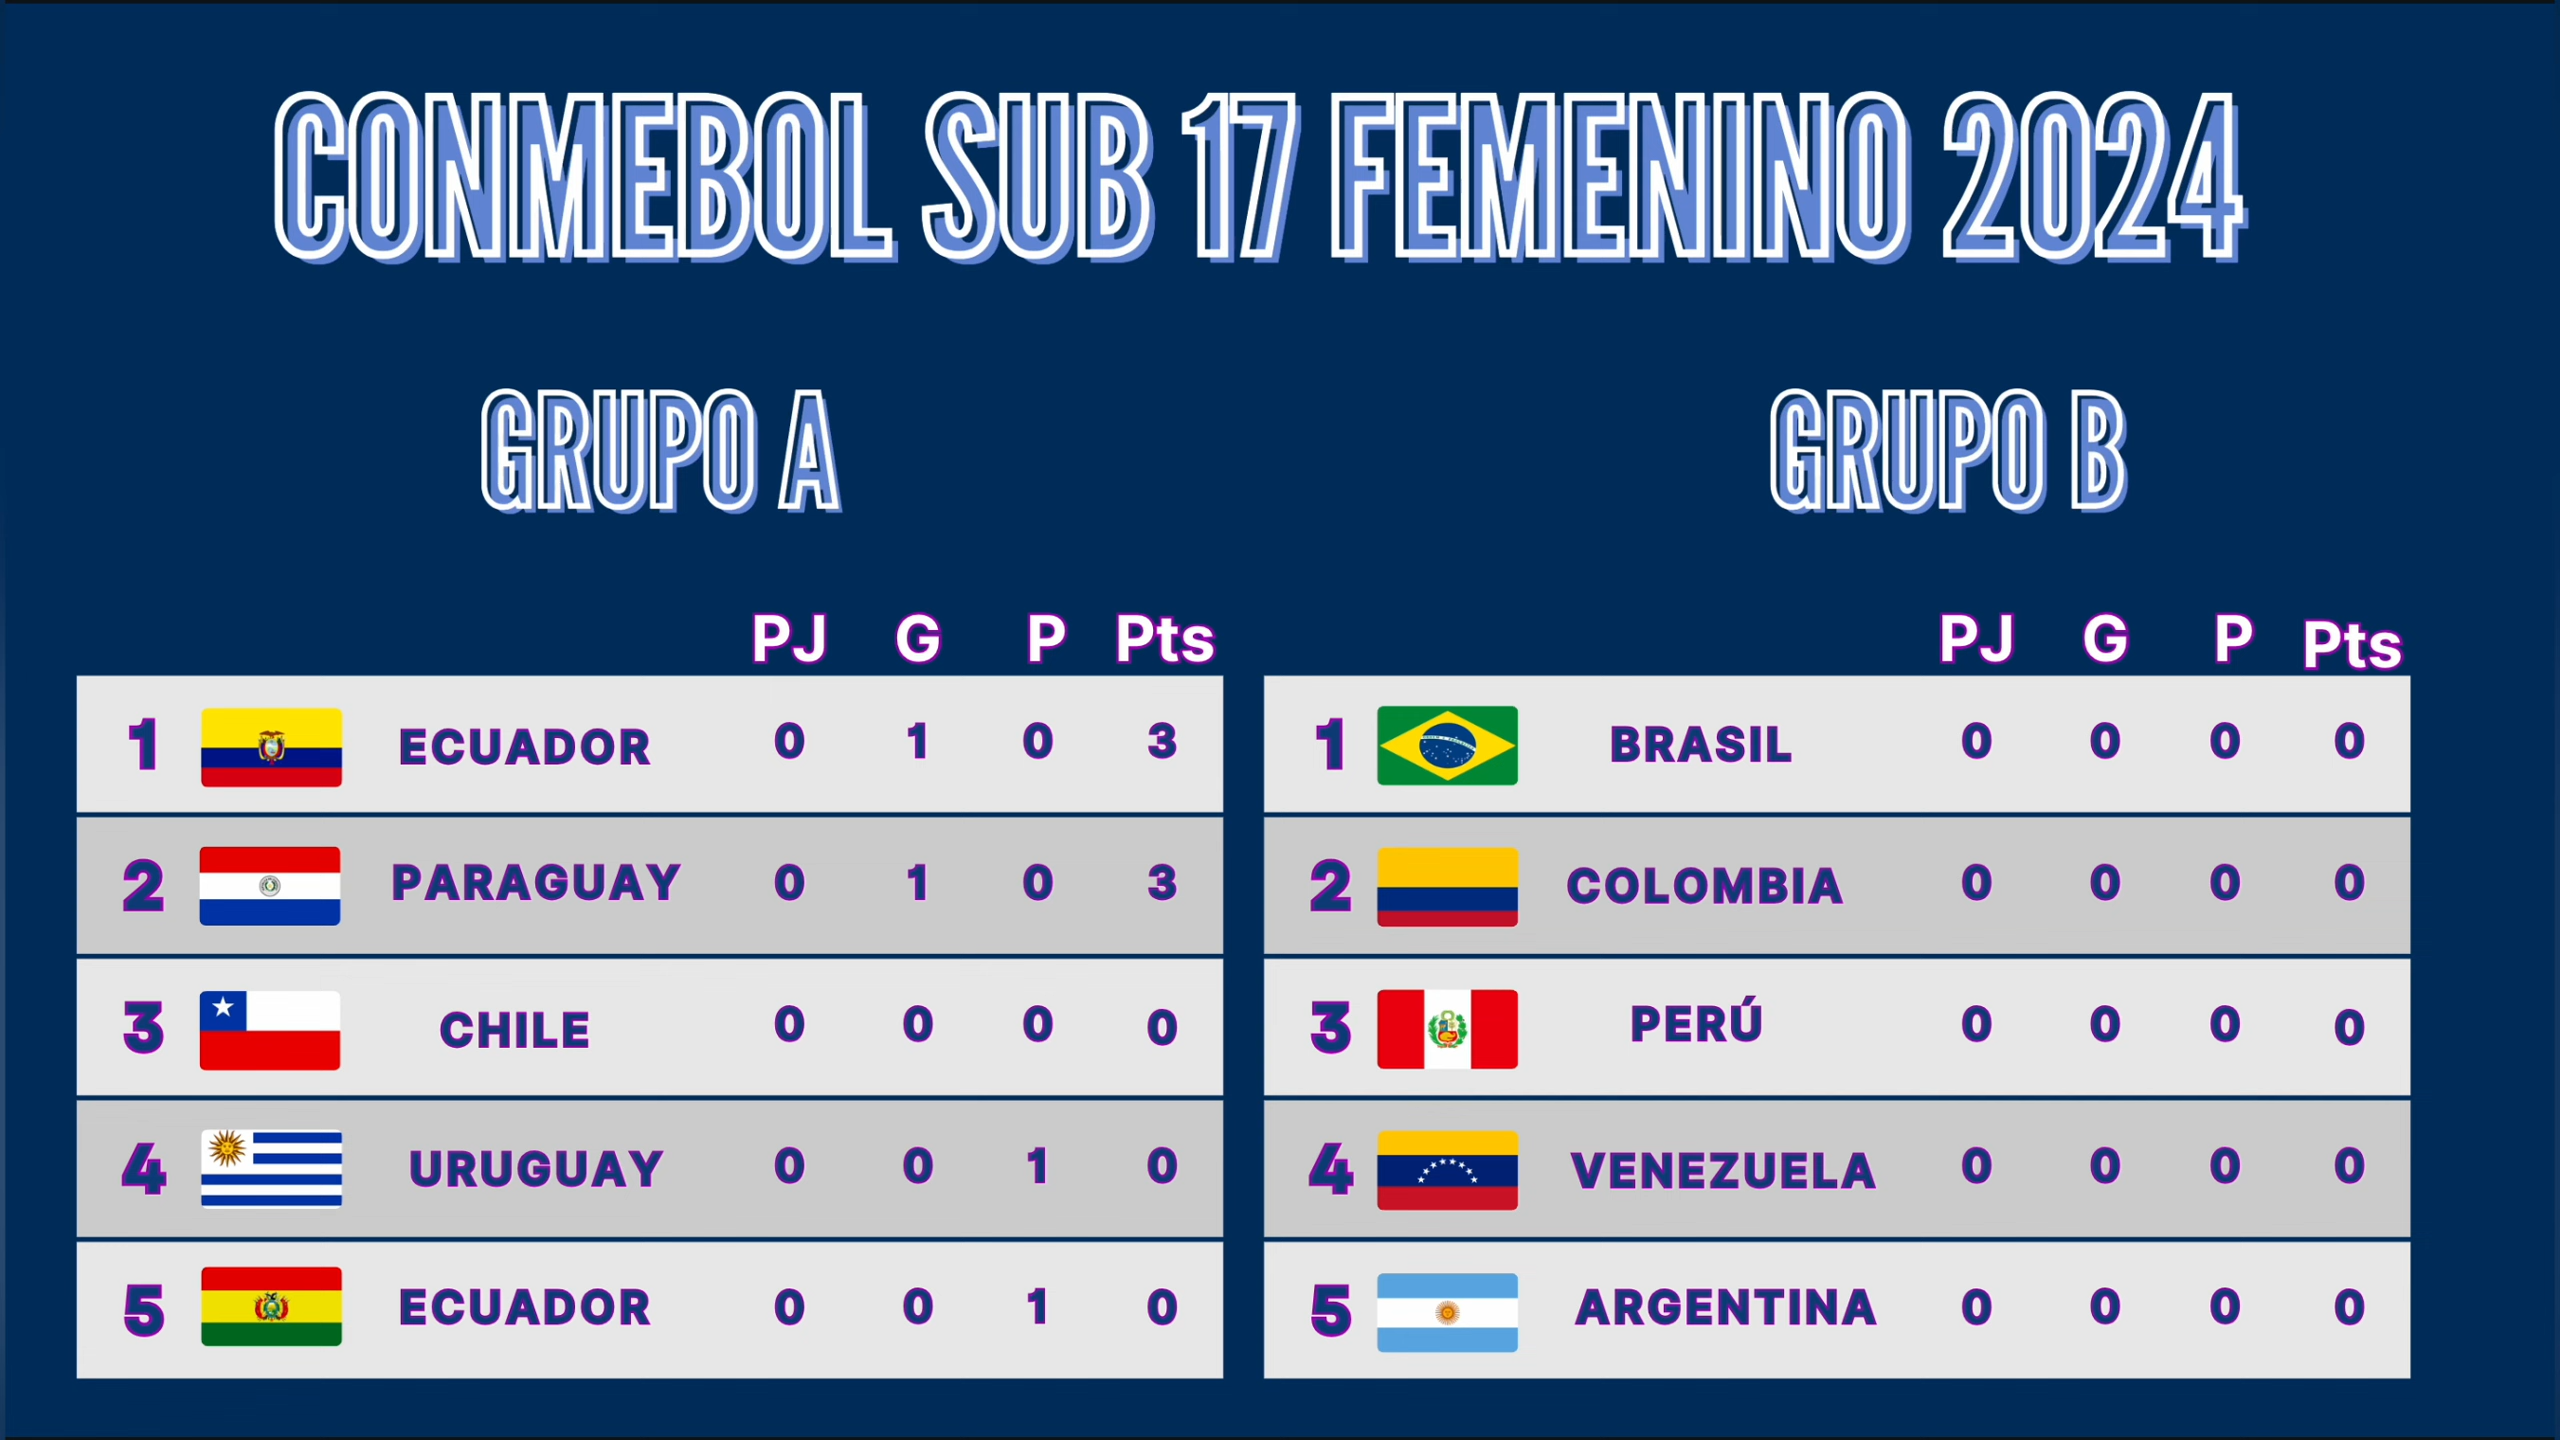 CONMEBOL SUB 17 FEMENINO 2024
GRUPO A
PJ G P Pts
1 ECUADOR 0 1 0 3
2 PARAGUAY 0 1 0 3
3 CHILE 0 0 0 0
4 URUGUAY 0 0 1 0
5 ECUADOR 0 0 1 0
GRUPO B
PJ G P Pts
1 BRASIL 0 0 0 0
2 COLOMBIA 0 0 0 0
3 PERÚ 0 0 0 0
4 VENEZUELA 0 0 0 0
5 ARGENTINA 0 0 0 0